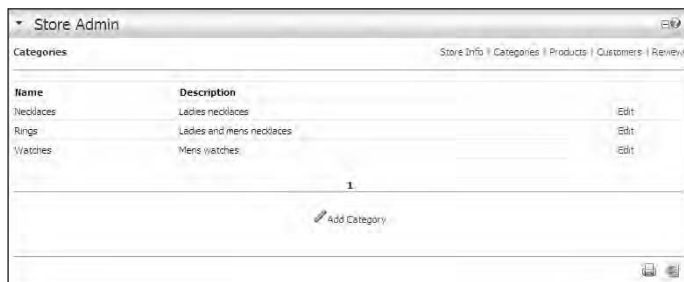 Store Admin
Categories Store Info | Categories | Products | Customers | Review
Name Description
Necklaces Ladies necklaces Edit
Rings Ladies and mens necklaces Edit
Watches Mens watches Edit
1
Add Category